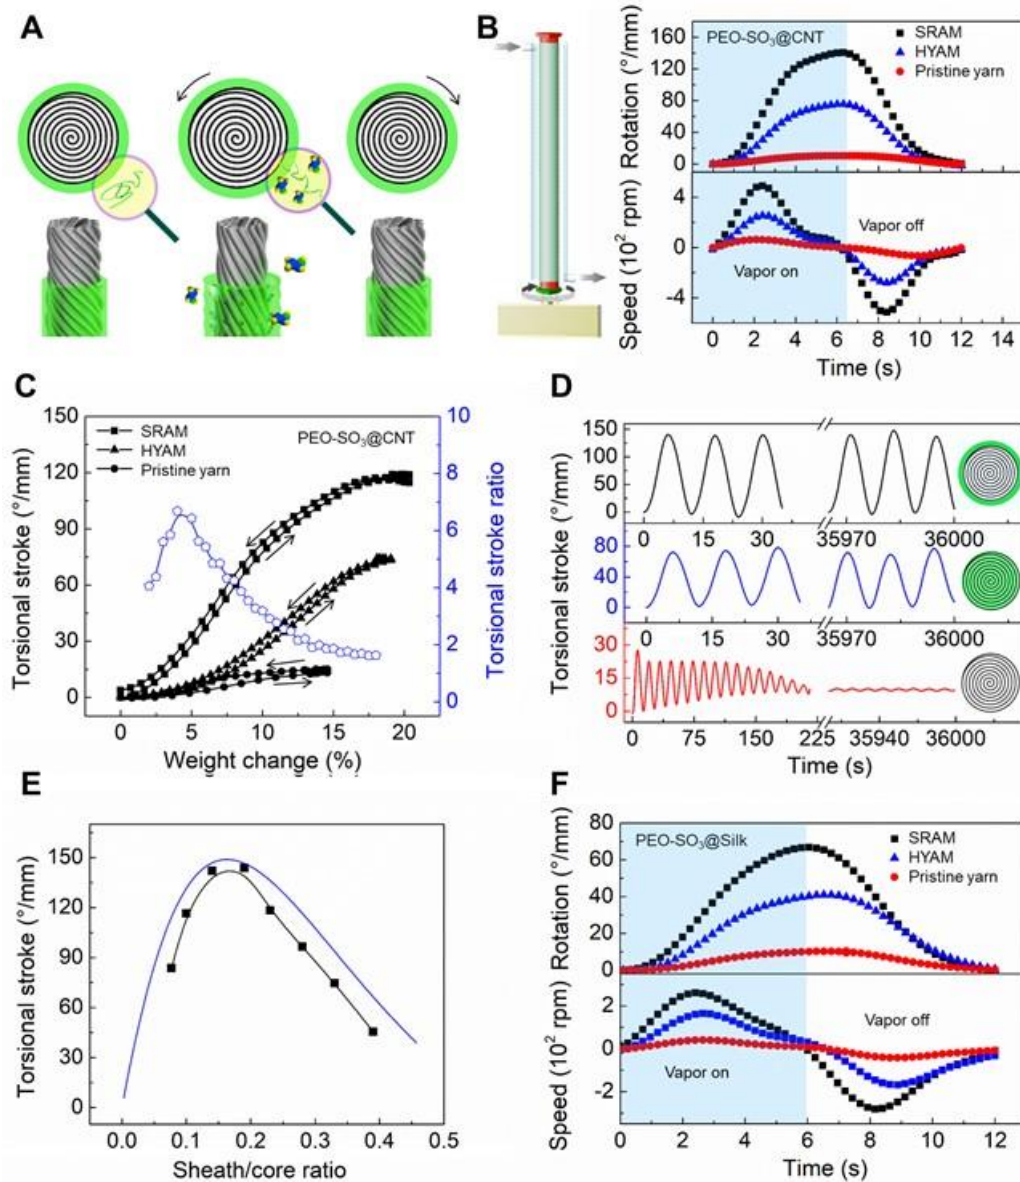 A
B
PEO-SO₃@CNT
SRAM
HYAM
Pristine yarn
Rotation (°/mm)
160
120
80
40
0
Speed (10² rpm)
4
0
-4
Vapor on
Vapor off
0 2 4 6 8 10 12 14
Time (s)
C
Torsional stroke (°/mm)
150
120
90
60
30
0
SRAM
HYAM
Pristine yarn
PEO-SO₃@CNT
10
8
6
4
2
0
Torsional stroke ratio
0 5 10 15 20
Weight change (%)
D
Torsional stroke (°/mm)
150
100
50
0
0 15 30 35970 36000
80
40
0
0 15 30 35970 36000
30
15
0
0 75 150 225 35940 36000
Time (s)
E
Torsional stroke (°/mm)
150
120
90
60
30
0
0.0 0.1 0.2 0.3 0.4 0.5
Sheath/core ratio
F
PEO-SO₃@Silk
SRAM
HYAM
Pristine yarn
Rotation (°/mm)
80
60
40
20
0
Speed (10² rpm)
2
0
-2
Vapor on
Vapor off
0 2 4 6 8 10 12
Time (s)